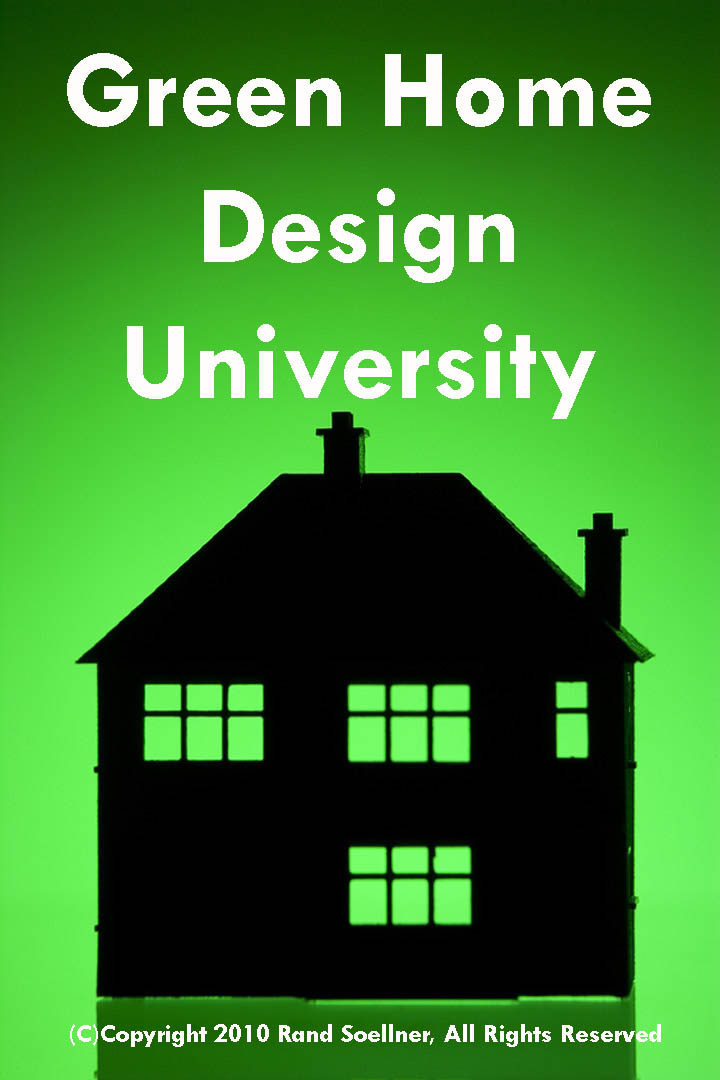 Green Home
Design
University
(C)Copyright 2010 Rand Soellner, All Rights Reserved